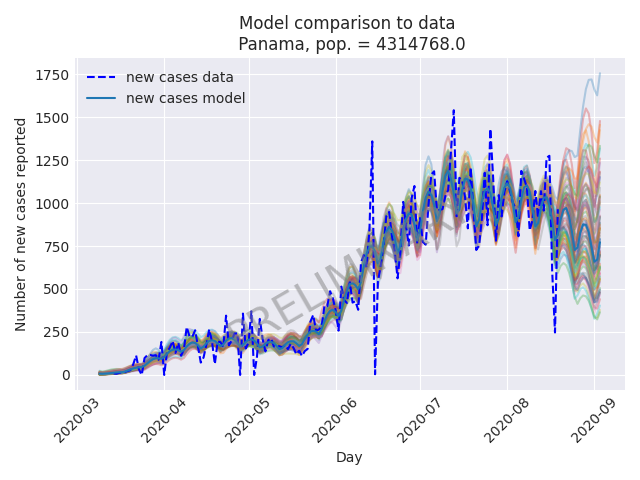 Model comparison to data
Panama, pop. = 4314768.0
new cases data
new cases model
Number of new cases reported
1750
1500
1250
1000
750
500
250
0
PRELIMINARY
2020-03
2020-04
2020-05
2020-06
2020-07
2020-08
2020-09
Day